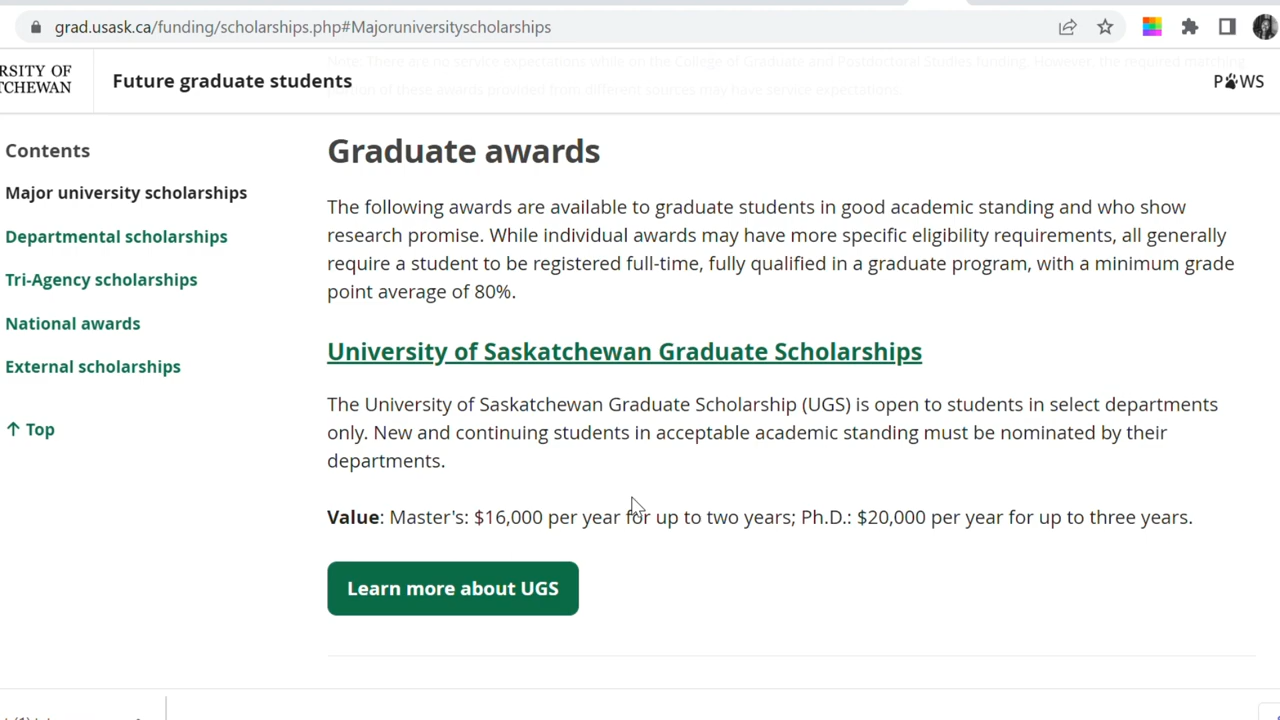 grad.usask.ca/funding/scholarships.php#Majoruniversityscholarships
Note: There are no service expectations while on the College of Graduate and Postdoctoral Studies funding. However, the required matching
portion of these awards provided from different sources may have service expectations.
RSITY OF
TCHEWAN
Future graduate students
PAWS
Contents
Major university scholarships
Departmental scholarships
Tri-Agency scholarships
National awards
External scholarships
↑ Top
Graduate awards
The following awards are available to graduate students in good academic standing and who show
research promise. While individual awards may have more specific eligibility requirements, all generally
require a student to be registered full-time, fully qualified in a graduate program, with a minimum grade
point average of 80%.
University of Saskatchewan Graduate Scholarships
The University of Saskatchewan Graduate Scholarship (UGS) is open to students in select departments
only. New and continuing students in acceptable academic standing must be nominated by their
departments.
Value: Master's: $16,000 per year for up to two years; Ph.D.: $20,000 per year for up to three years.
Learn more about UGS